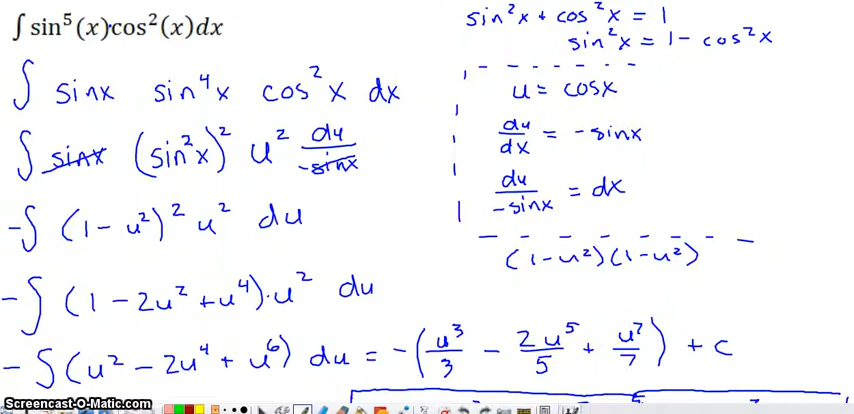 ∫ sin⁵(x)·cos²(x)dx
∫ sinx sin⁴x cos²x dx
∫ sinx (sin²x)² u² du/-sinx
-∫ (1-u²)² u² du
-∫ (1-2u²+u⁴)·u² du
-∫ (u²-2u⁴+u⁶) du = -(u³/3 - 2u⁵/5 + u⁷/7) + c
sin²x + cos²x = 1
sin²x = 1 - cos²x
u = cosx
du/dx = -sinx
du/-sinx = dx
(1-u²)(1-u²)
Screencast-O-Matic.com